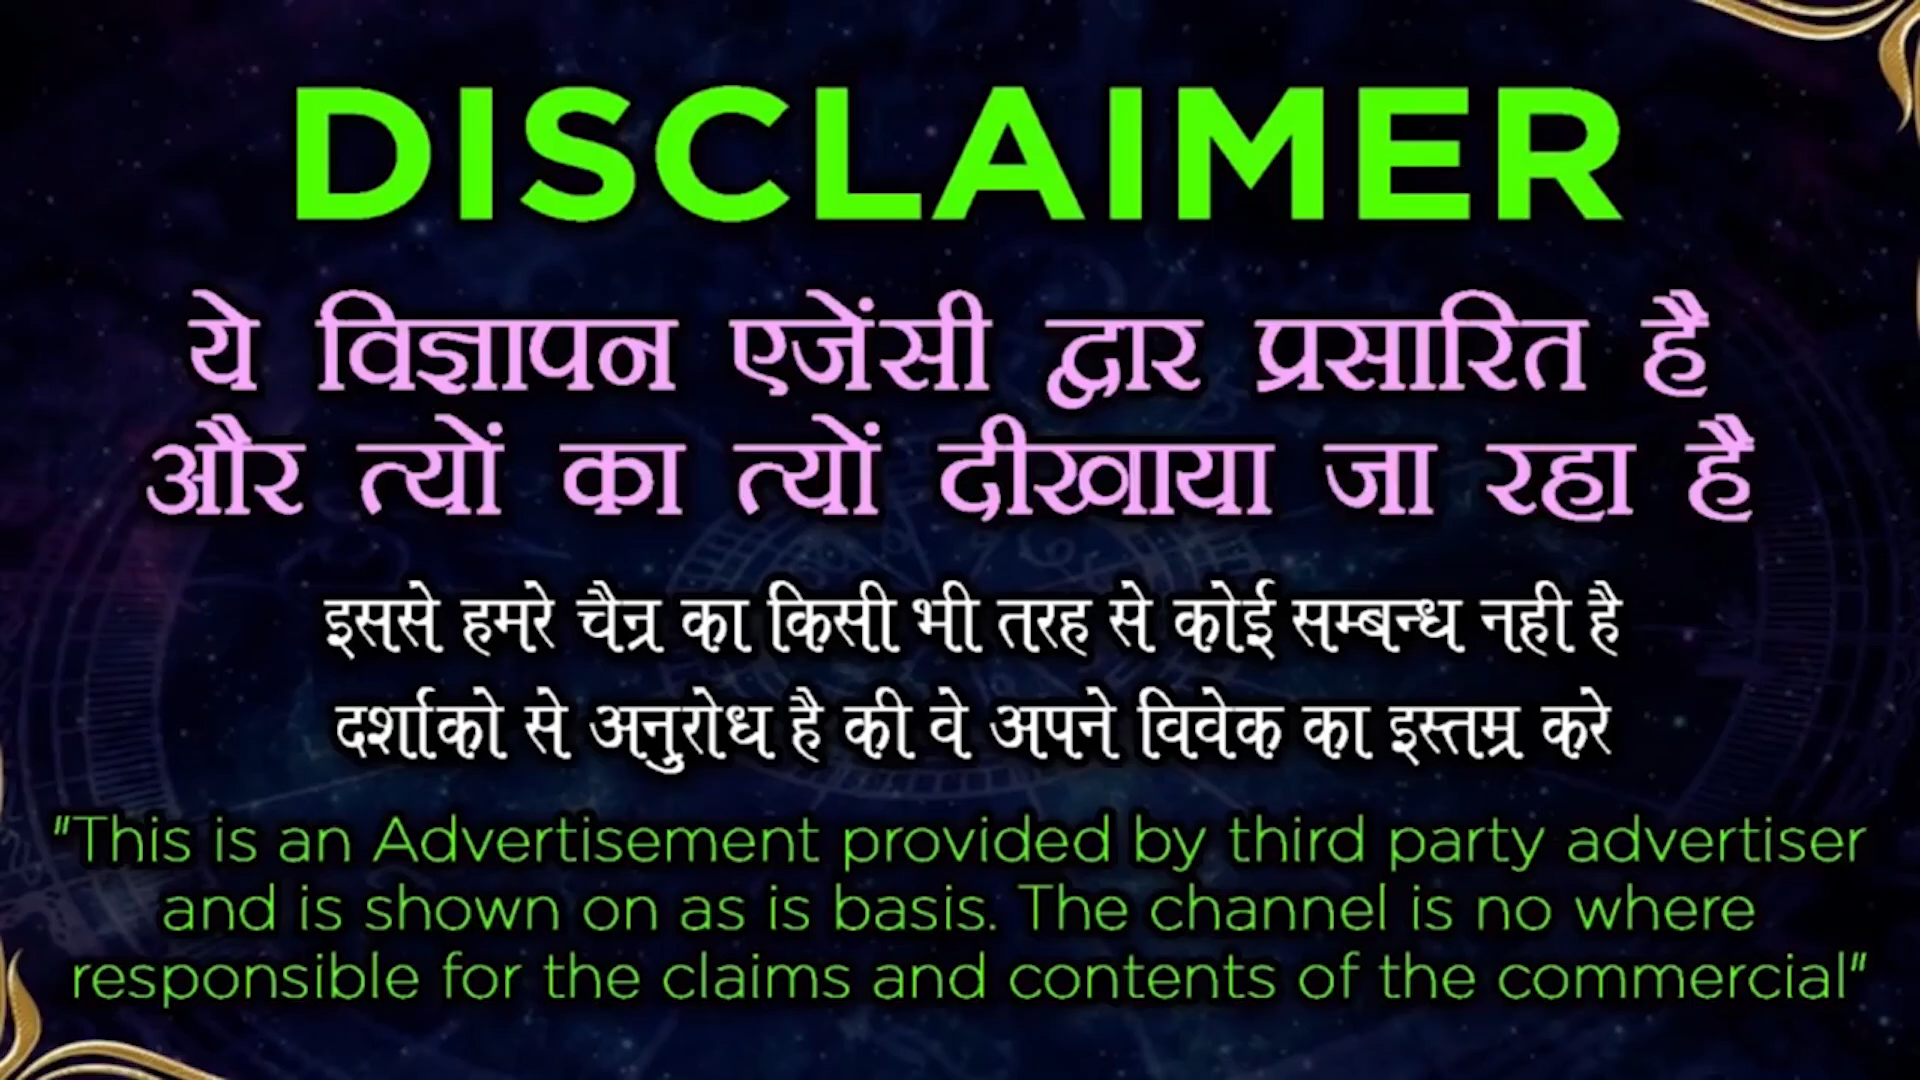 DISCLAIMER
ये विज्ञापन एजेंसी द्वार प्रसारित है
और त्यों का त्यों दीखाया जा रहा है
इससे हमरे चैन्र का किसी भी तरह से कोई सम्बन्ध नही है
दर्शाको से अनुरोध है की वे अपने विवेक का इस्तम्र करे
"This is an Advertisement provided by third party advertiser
and is shown on as is basis. The channel is no where
responsible for the claims and contents of the commercial"